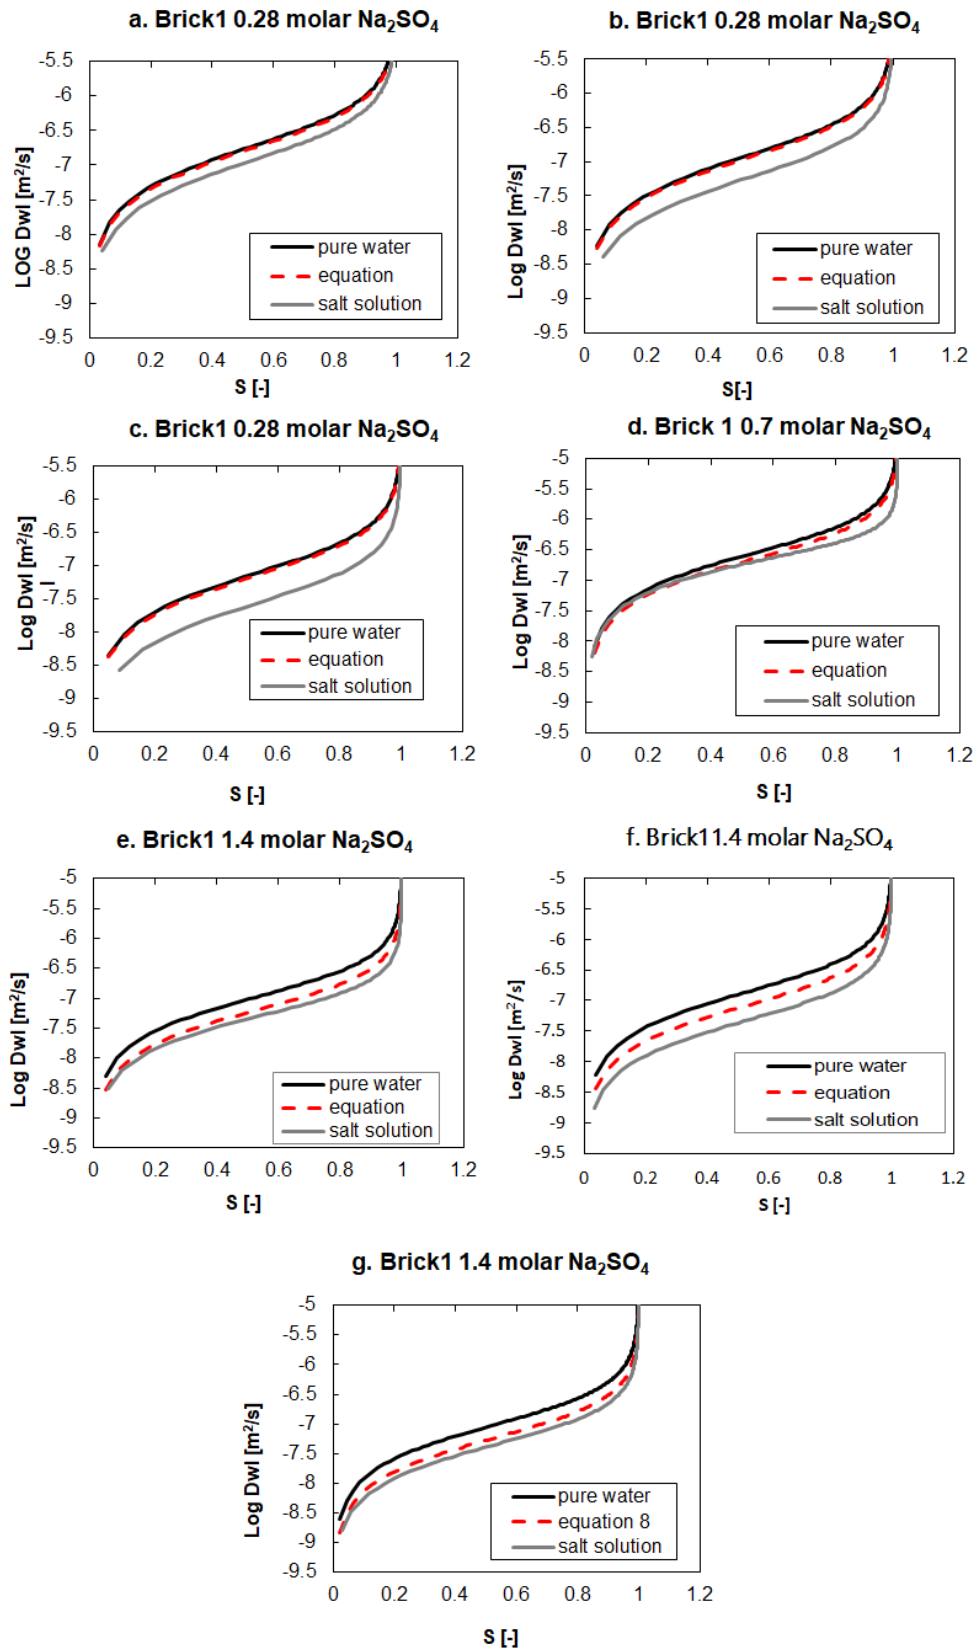 a. Brick1 0.28 molar Na₂SO₄
-5.5
-6
-6.5
-7
-7.5
-8
-8.5
-9
-9.5
LOG Dwl [m²/s]
pure water
equation
salt solution
0 0.2 0.4 0.6 0.8 1 1.2
S [-]
b. Brick1 0.28 molar Na₂SO₄
-5.5
-6
-6.5
-7
-7.5
-8
-8.5
-9
-9.5
Log Dwl [m²/s]
pure water
equation
salt solution
0 0.2 0.4 0.6 0.8 1 1.2
S[-]
c. Brick1 0.28 molar Na₂SO₄
-5.5
-6
-6.5
-7
-7.5
-8
-8.5
-9
-9.5
Log Dwl [m²/s]
pure water
equation
salt solution
0 0.2 0.4 0.6 0.8 1 1.2
S [-]
d. Brick 1 0.7 molar Na₂SO₄
-5
-5.5
-6
-6.5
-7
-7.5
-8
-8.5
-9
-9.5
Log Dwl [m²/s]
pure water
equation
salt solution
0 0.2 0.4 0.6 0.8 1 1.2
S [-]
e. Brick1 1.4 molar Na₂SO₄
-5
-5.5
-6
-6.5
-7
-7.5
-8
-8.5
-9
-9.5
Log Dwl [m²/s]
pure water
equation
salt solution
0 0.2 0.4 0.6 0.8 1 1.2
S [-]
f. Brick11.4 molar Na₂SO₄
-5
-5.5
-6
-6.5
-7
-7.5
-8
-8.5
-9
-9.5
Log Dwl [m²/s]
pure water
equation
salt solution
0 0.2 0.4 0.6 0.8 1 1.2
S [-]
g. Brick1 1.4 molar Na₂SO₄
-5
-5.5
-6
-6.5
-7
-7.5
-8
-8.5
-9
-9.5
Log Dwl [m²/s]
pure water
equation 8
salt solution
0 0.2 0.4 0.6 0.8 1 1.2
S [-]